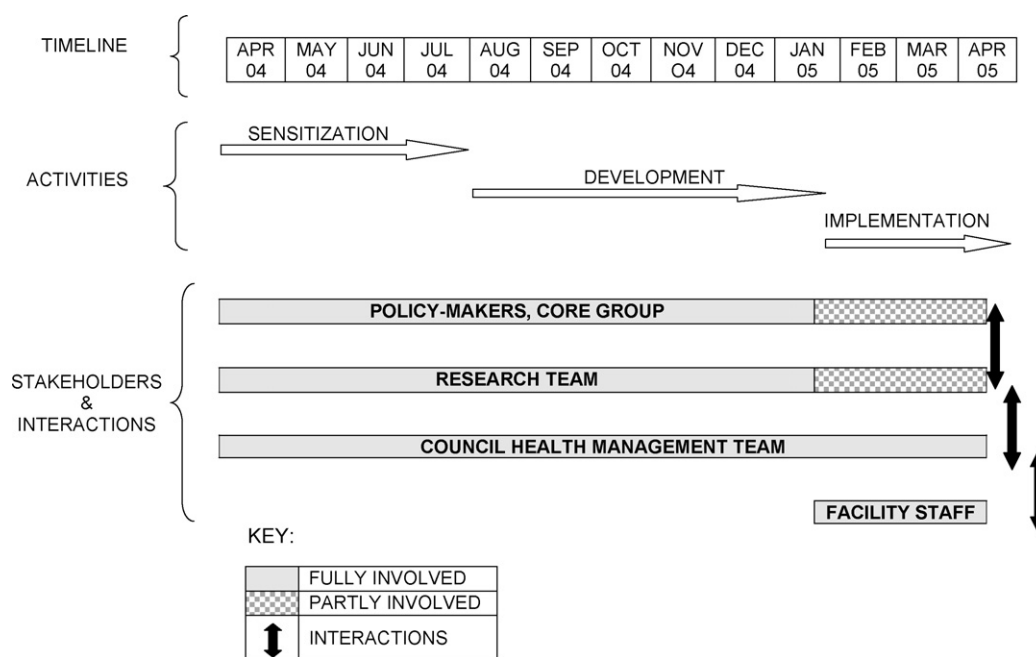 TIMELINE
APR MAY JUN JUL AUG SEP OCT NOV DEC JAN FEB MAR APR
04 04 04 04 04 04 04 O4 04 05 05 05 05
SENSITIZATION
ACTIVITIES
DEVELOPMENT
IMPLEMENTATION
POLICY-MAKERS, CORE GROUP
STAKEHOLDERS
&
INTERACTIONS
RESEARCH TEAM
COUNCIL HEALTH MANAGEMENT TEAM
FACILITY STAFF
KEY:
FULLY INVOLVED
PARTLY INVOLVED
INTERACTIONS